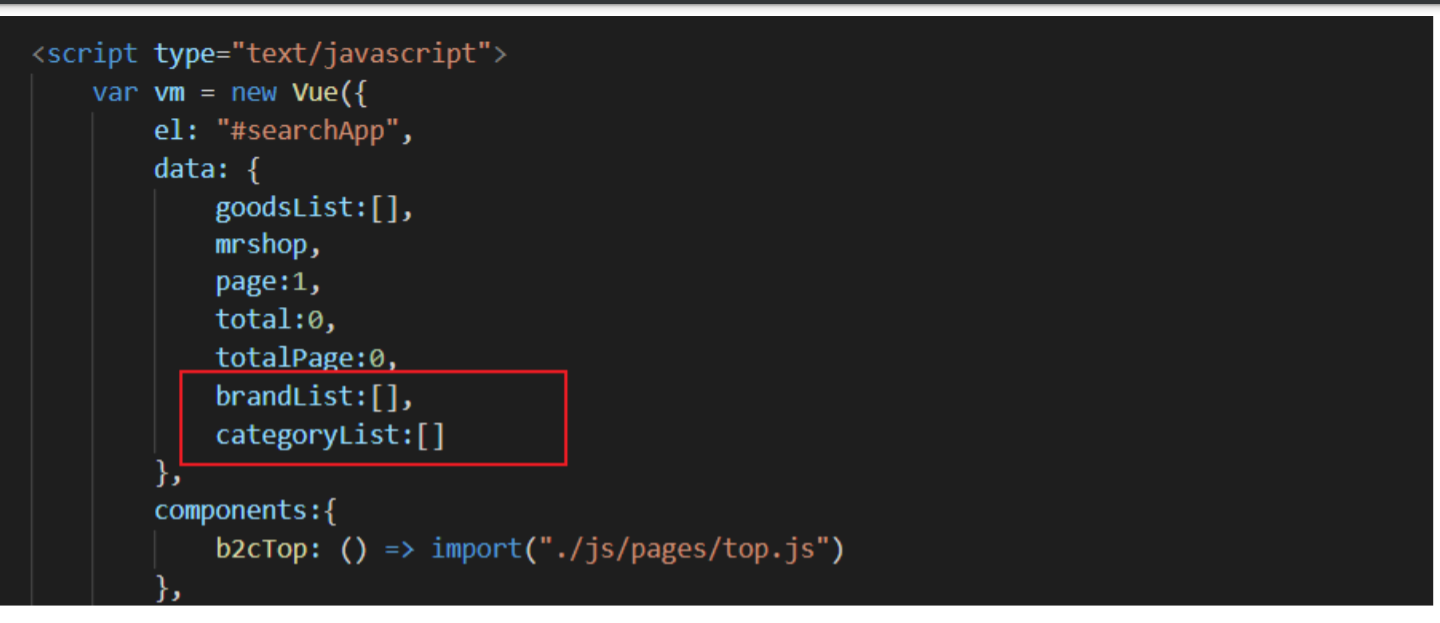 <script type="text/javascript">
var vm = new Vue({
el: "#searchApp",
data: {
goodsList:[],
mrshop,
page:1,
total:0,
totalPage:0,
brandList:[],
categoryList:[]
},
components:{
b2cTop: () => import("./js/pages/top.js")
},